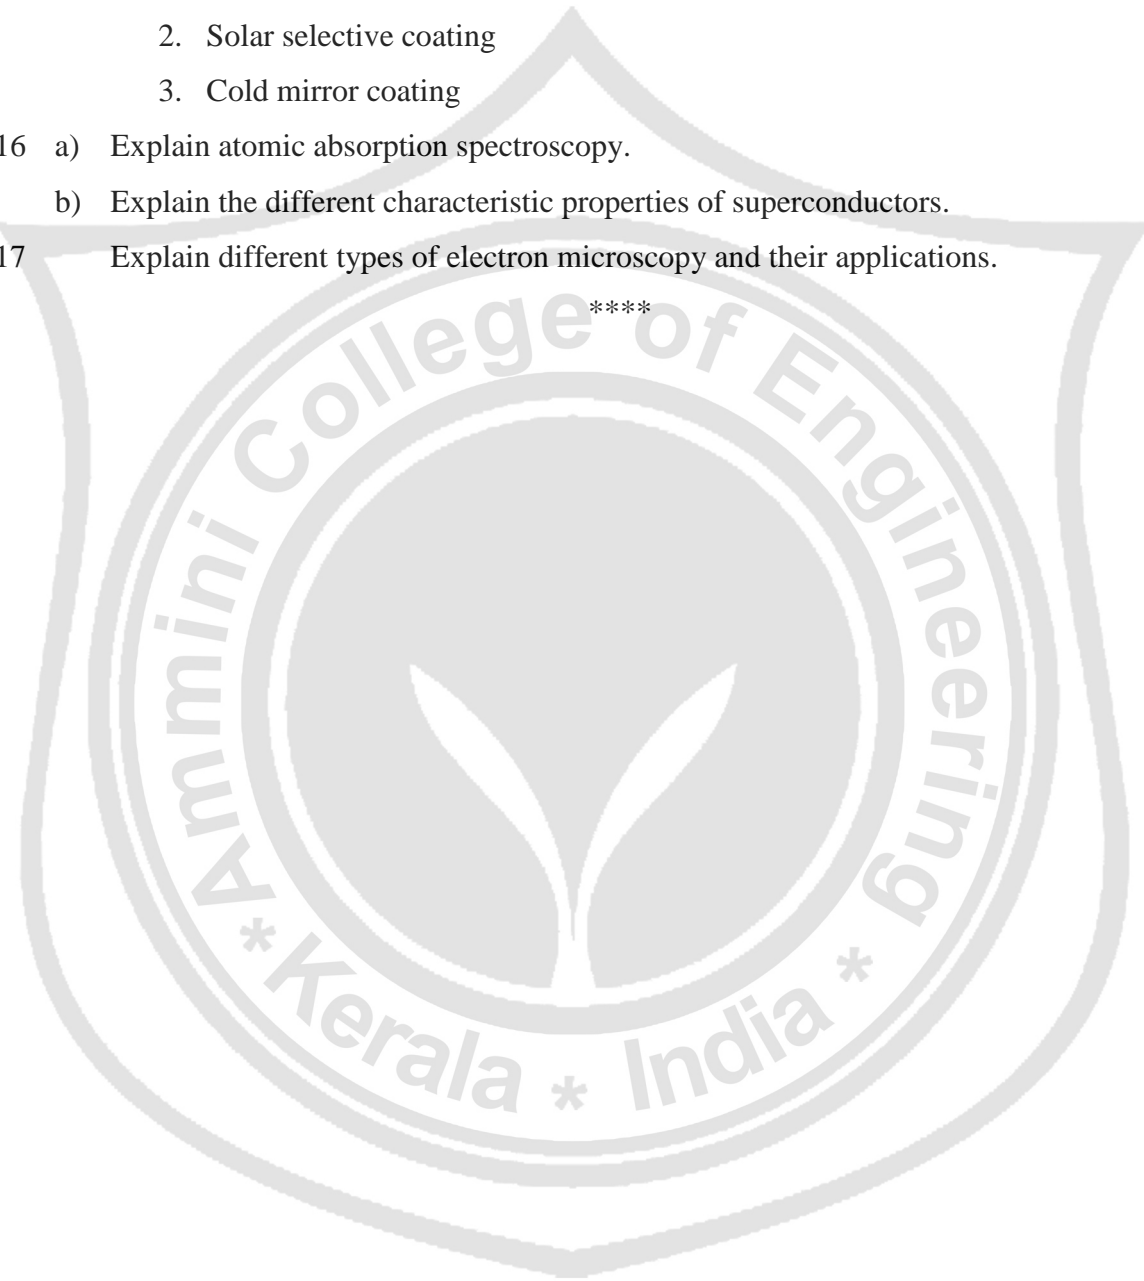 2. Solar selective coating
3. Cold mirror coating
16 a) Explain atomic absorption spectroscopy.
b) Explain the different characteristic properties of superconductors.
17 Explain different types of electron microscopy and their applications.
****
Ammini College of Engineering
* Kerala * India *